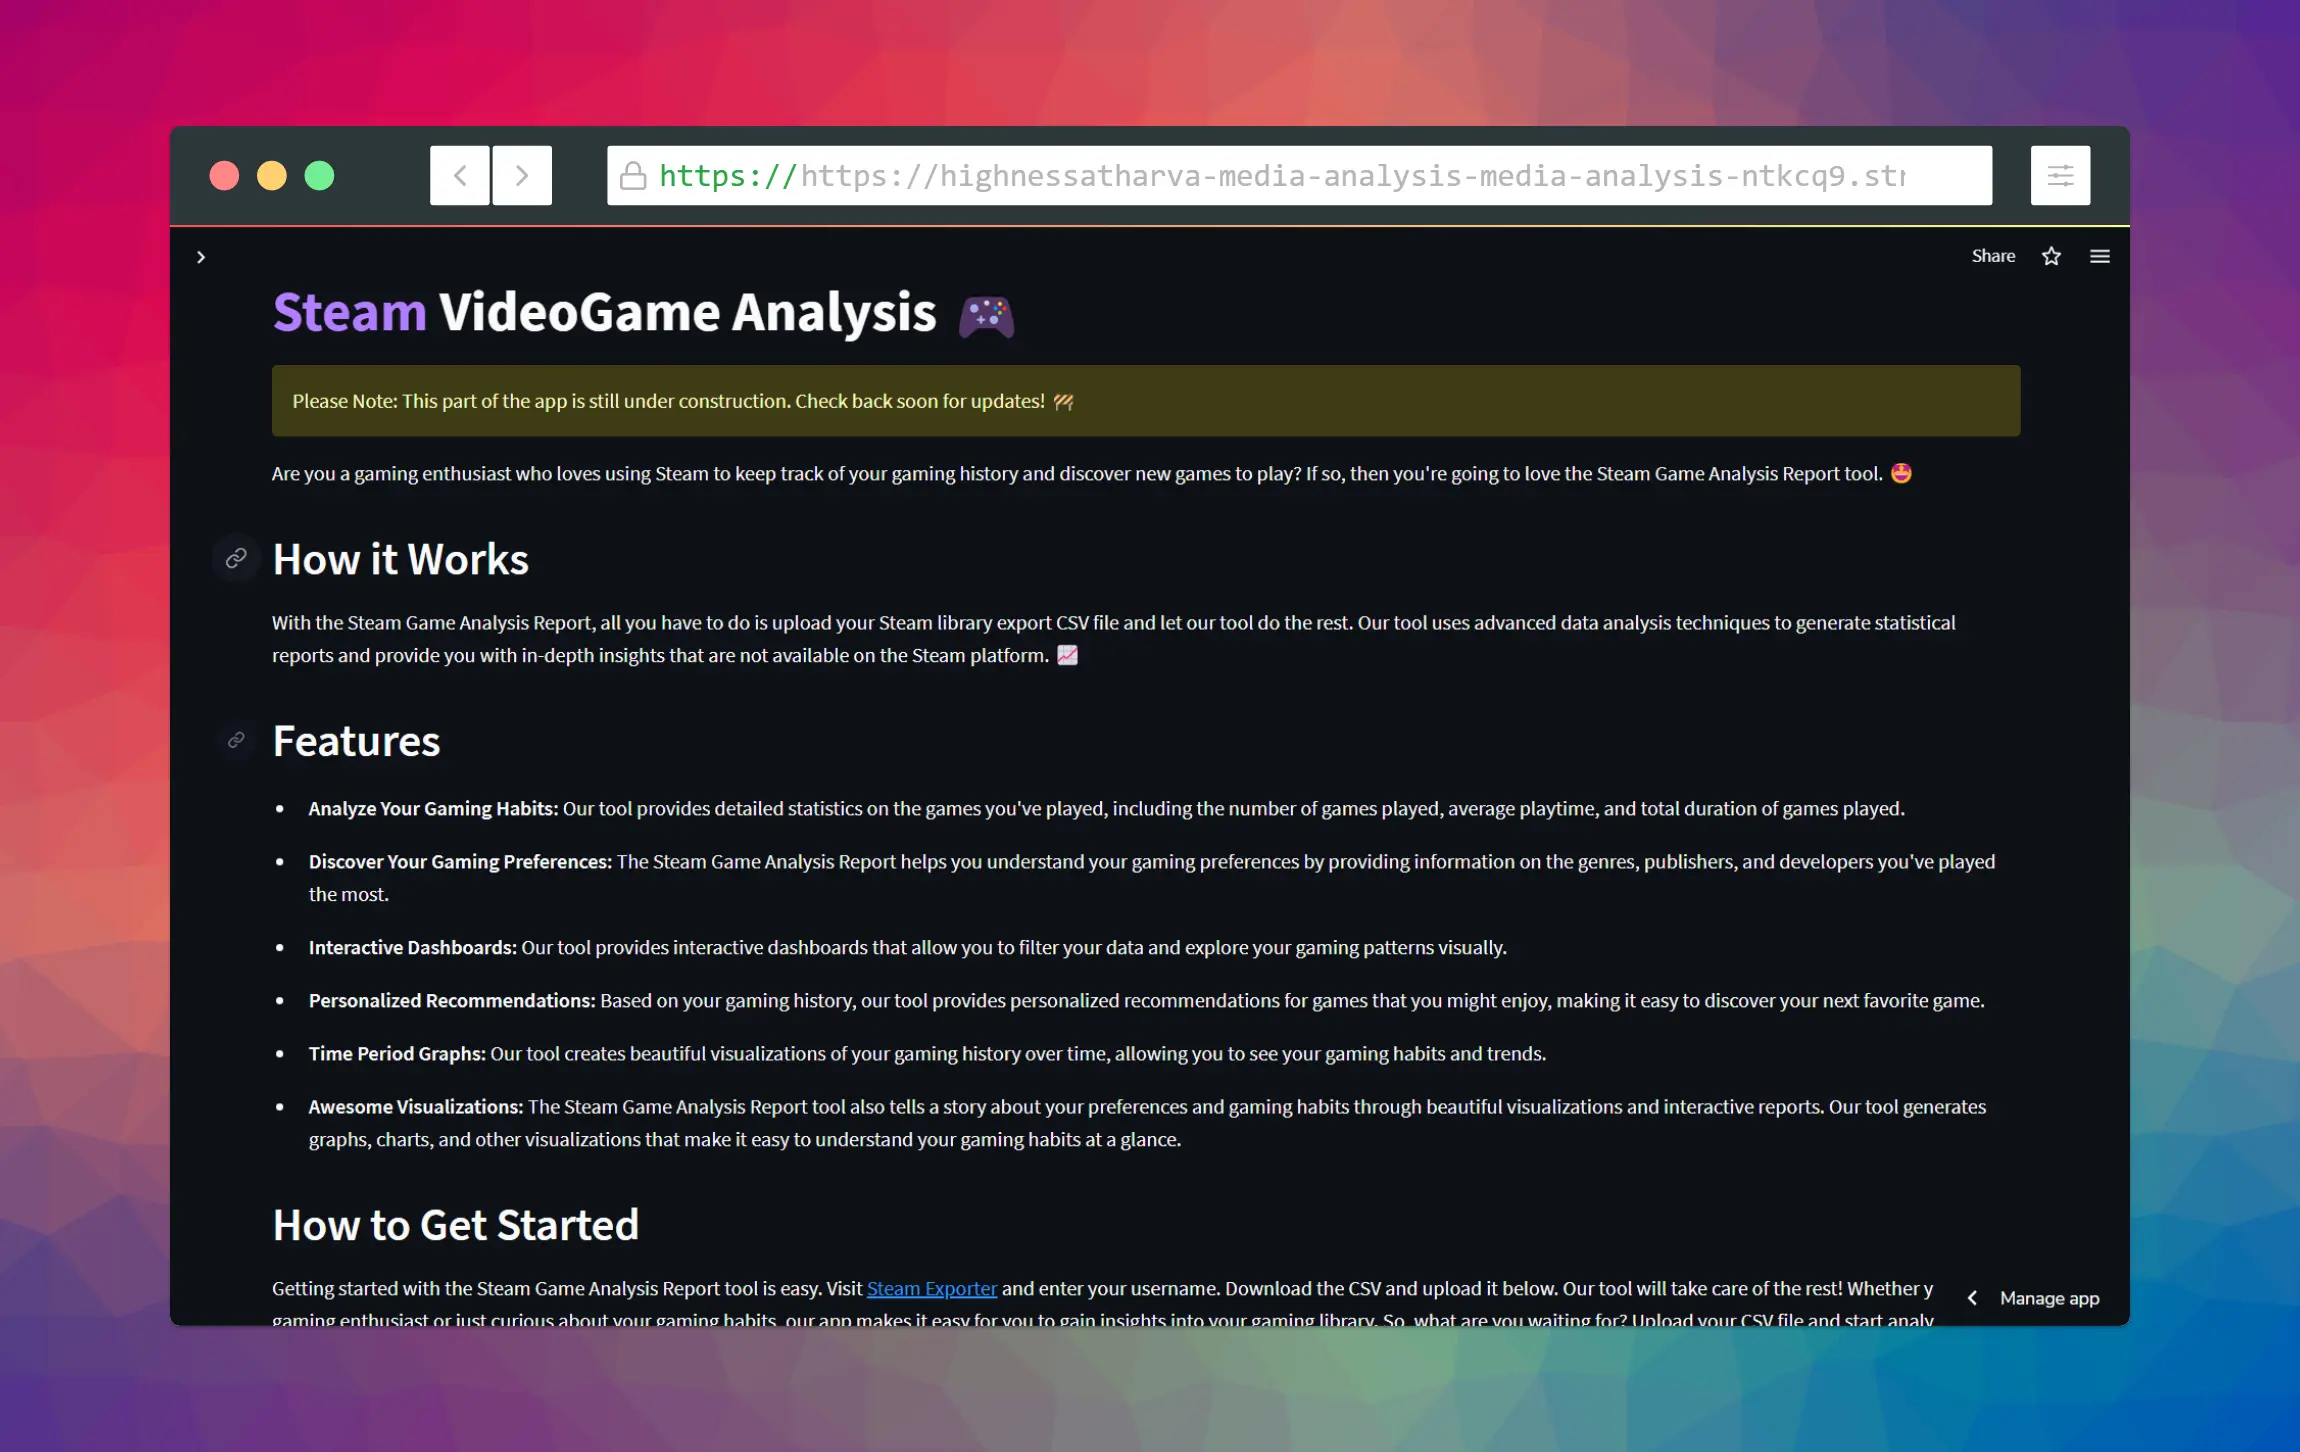 https://https://highnessatharva-media-analysis-media-analysis-ntkcq9.str
Share
Steam VideoGame Analysis 🎮
Please Note: This part of the app is still under construction. Check back soon for updates! 🚧
Are you a gaming enthusiast who loves using Steam to keep track of your gaming history and discover new games to play? If so, then you're going to love the Steam Game Analysis Report tool. 🤩
How it Works
With the Steam Game Analysis Report, all you have to do is upload your Steam library export CSV file and let our tool do the rest. Our tool uses advanced data analysis techniques to generate statistical
reports and provide you with in-depth insights that are not available on the Steam platform. 📈
Features
• Analyze Your Gaming Habits: Our tool provides detailed statistics on the games you've played, including the number of games played, average playtime, and total duration of games played.
• Discover Your Gaming Preferences: The Steam Game Analysis Report helps you understand your gaming preferences by providing information on the genres, publishers, and developers you've played
the most.
• Interactive Dashboards: Our tool provides interactive dashboards that allow you to filter your data and explore your gaming patterns visually.
• Personalized Recommendations: Based on your gaming history, our tool provides personalized recommendations for games that you might enjoy, making it easy to discover your next favorite game.
• Time Period Graphs: Our tool creates beautiful visualizations of your gaming history over time, allowing you to see your gaming habits and trends.
• Awesome Visualizations: The Steam Game Analysis Report tool also tells a story about your preferences and gaming habits through beautiful visualizations and interactive reports. Our tool generates
graphs, charts, and other visualizations that make it easy to understand your gaming habits at a glance.
How to Get Started
Getting started with the Steam Game Analysis Report tool is easy. Visit Steam Exporter and enter your username. Download the CSV and upload it below. Our tool will take care of the rest! Whether y
gaming enthusiast or just curious about your gaming habits, our app makes it easy for you to gain insights into your gaming library. So, what are you waiting for? Upload your CSV file and start analy
Manage app